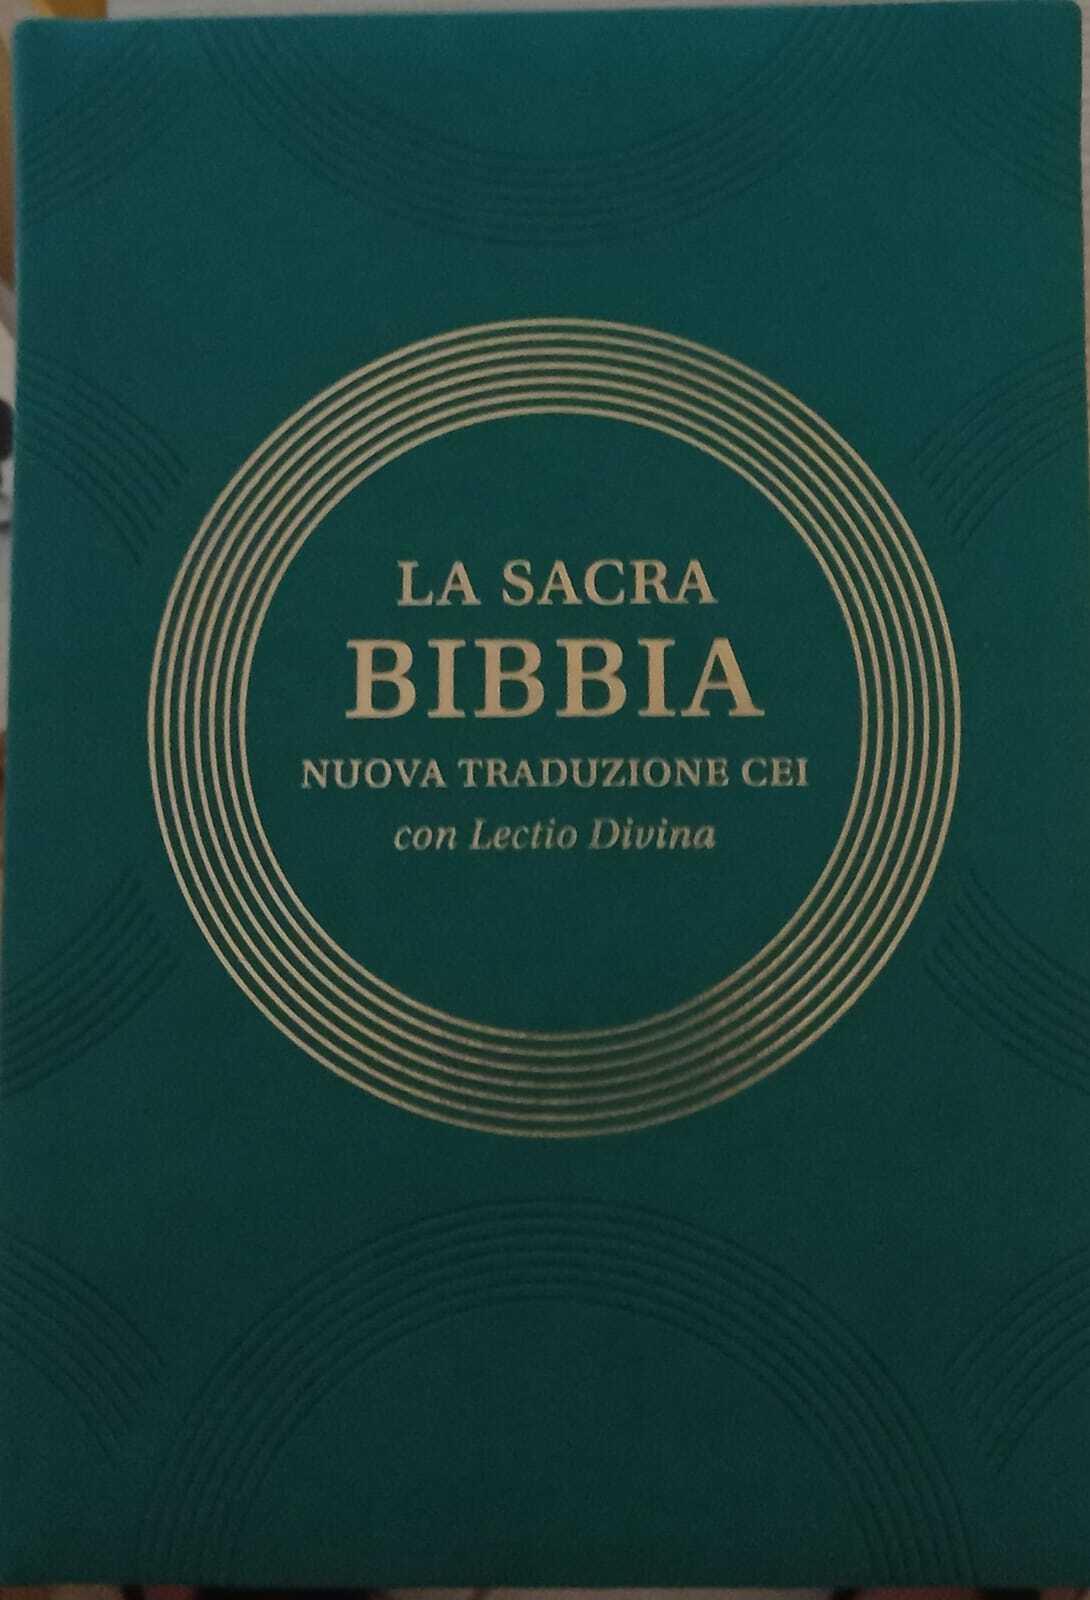 LA SACRA
BIBBIA
NUOVA TRADUZIONE CEI
con Lectio Divina